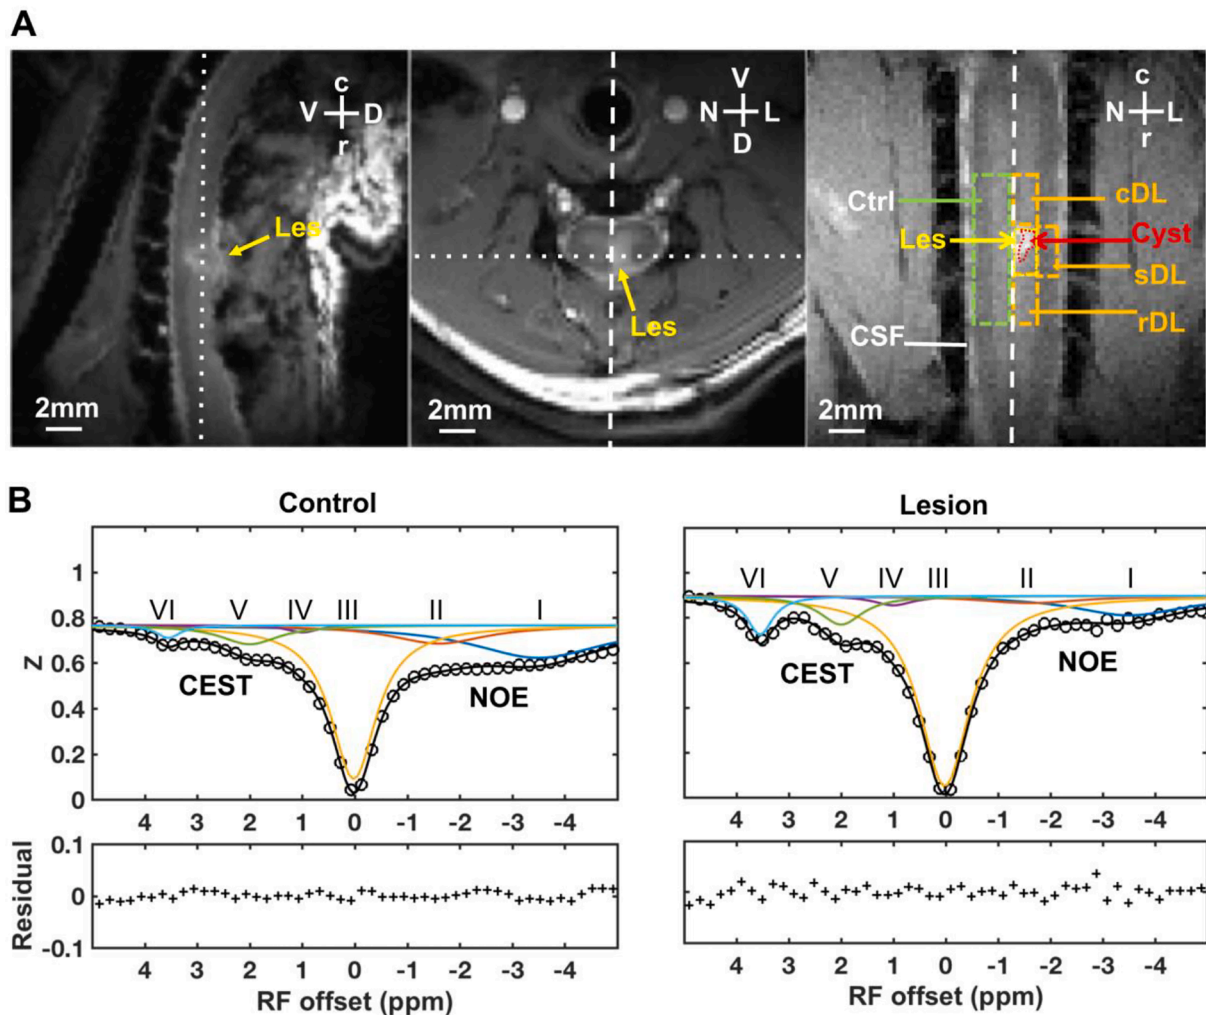 A
c
V D
r
Les
2mm
V
N L
D
Les
2mm
c
N L
r
Ctrl
cDL
Les
Cyst
sDL
rDL
CSF
2mm
B
Control
Z
1
0.8
0.6
0.4
0.2
0
VI V IV III II I
CEST
NOE
4 3 2 1 0 -1 -2 -3 -4
Residual
0.1
0
-0.1
4 3 2 1 0 -1 -2 -3 -4
RF offset (ppm)
Lesion
VI V IV III II I
CEST
NOE
4 3 2 1 0 -1 -2 -3 -4
4 3 2 1 0 -1 -2 -3 -4
RF offset (ppm)